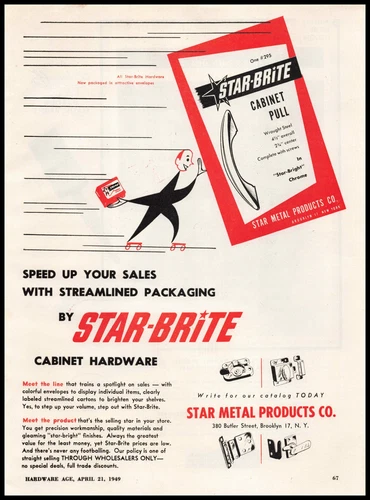 All Star-Brite Hardware
Now packaged in attractive envelopes
One #295
STAR-BRiTE
CABINET
PULL
Wrought Steel
Complete with screws
In
"Star-Bright"
Chrome
STAR METAL PRODUCTS CO.
BROOKLYN 17, NEW YORK
SPEED UP YOUR SALES
WITH STREAMLINED PACKAGING
BY STAR-BRiTE
CABINET HARDWARE
Meet the line that trains a spotlight on sales — with
colorful envelopes to display individual items, clearly
labeled streamlined cartons to brighten your shelves.
Yes, to step up your volume, step out with Star-Brite.
Meet the product that's the selling star in your store.
You get precision workmanship, quality materials and
gleaming "star-bright" finishes. Always the greatest
value for the least money, yet Star-Brite prices are low.
And there's never any footballing. Our policy is one of
straight selling THROUGH WHOLESALERS ONLY—
no special deals, full trade discounts.
Write for our catalog TODAY
STAR METAL PRODUCTS CO.
380 Butler Street, Brooklyn 17, N. Y.
HARDWARE AGE, APRIL 21, 1949
67